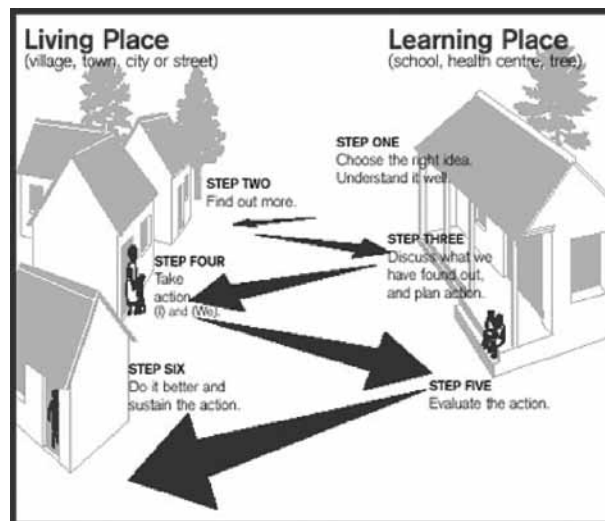 Living Place
(village, town, city or street)
Learning Place
(school, health centre, tree)
STEP ONE
Choose the right idea.
Understand it well.
STEP TWO
Find out more.
STEP THREE
Discuss what we
have found out,
and plan action.
STEP FOUR
Take
action
(I) and (We).
STEP FIVE
Evaluate the action.
STEP SIX
Do it better and
sustain the action.